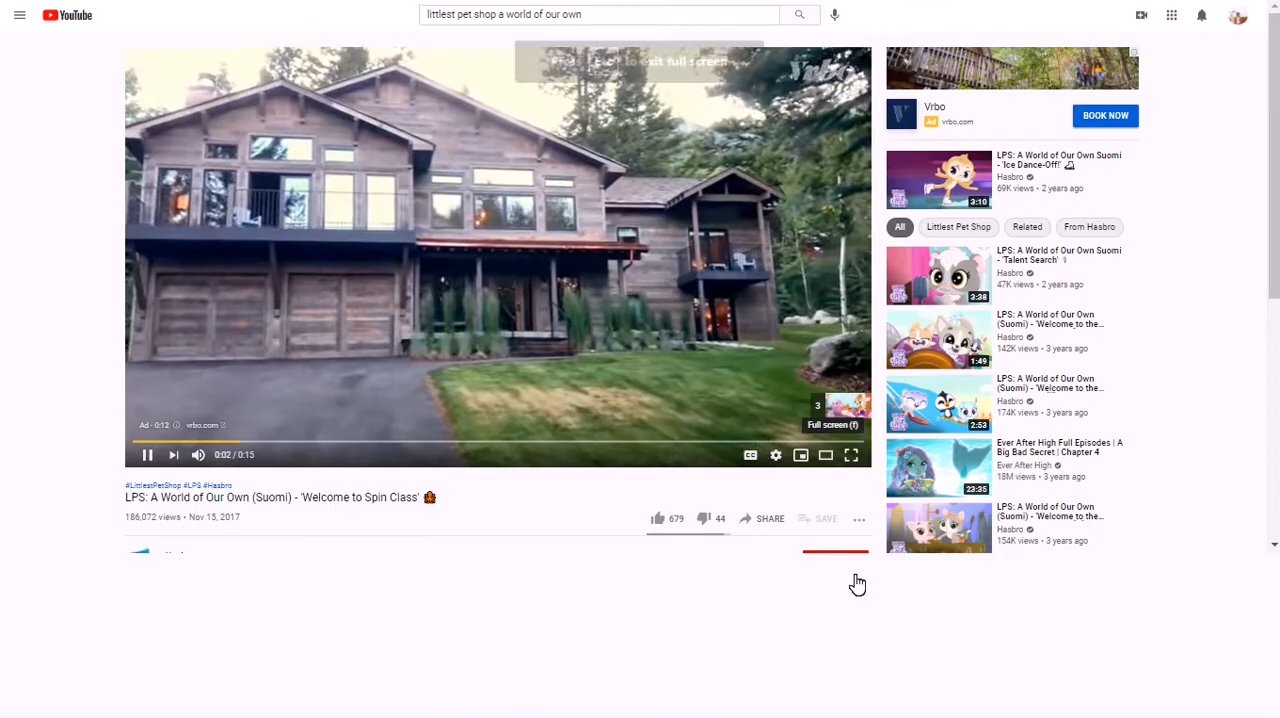 YouTube
littlest pet shop a world of our own
Press Esc to exit full screen
Vrbo
Ad · 0:12 vrbo.com
3
Full screen (f)
0:02 / 0:15
#LittlestPetShop #LPS #Hasbro
LPS: A World of Our Own (Suomi) - 'Welcome to Spin Class'
186,072 views • Nov 15, 2017
679
44
SHARE
SAVE
Vrbo
Ad vrbo.com
BOOK NOW
LPS: A World of Our Own Suomi
- 'Ice Dance-Off!'
Hasbro
69K views • 2 years ago
3:10
All
Littlest Pet Shop
Related
From Hasbro
LPS: A World of Our Own Suomi
- 'Talent Search'
Hasbro
47K views • 2 years ago
3:38
LPS: A World of Our Own
(Suomi) - 'Welcome to the...
Hasbro
142K views • 3 years ago
1:49
LPS: A World of Our Own
(Suomi) - 'Welcome to the...
Hasbro
174K views • 3 years ago
2:53
Ever After High Full Episodes | A
Big Bad Secret | Chapter 4
Ever After High
18M views • 3 years ago
23:35
LPS: A World of Our Own
(Suomi) - 'Welcome to the...
Hasbro
154K views • 3 years ago